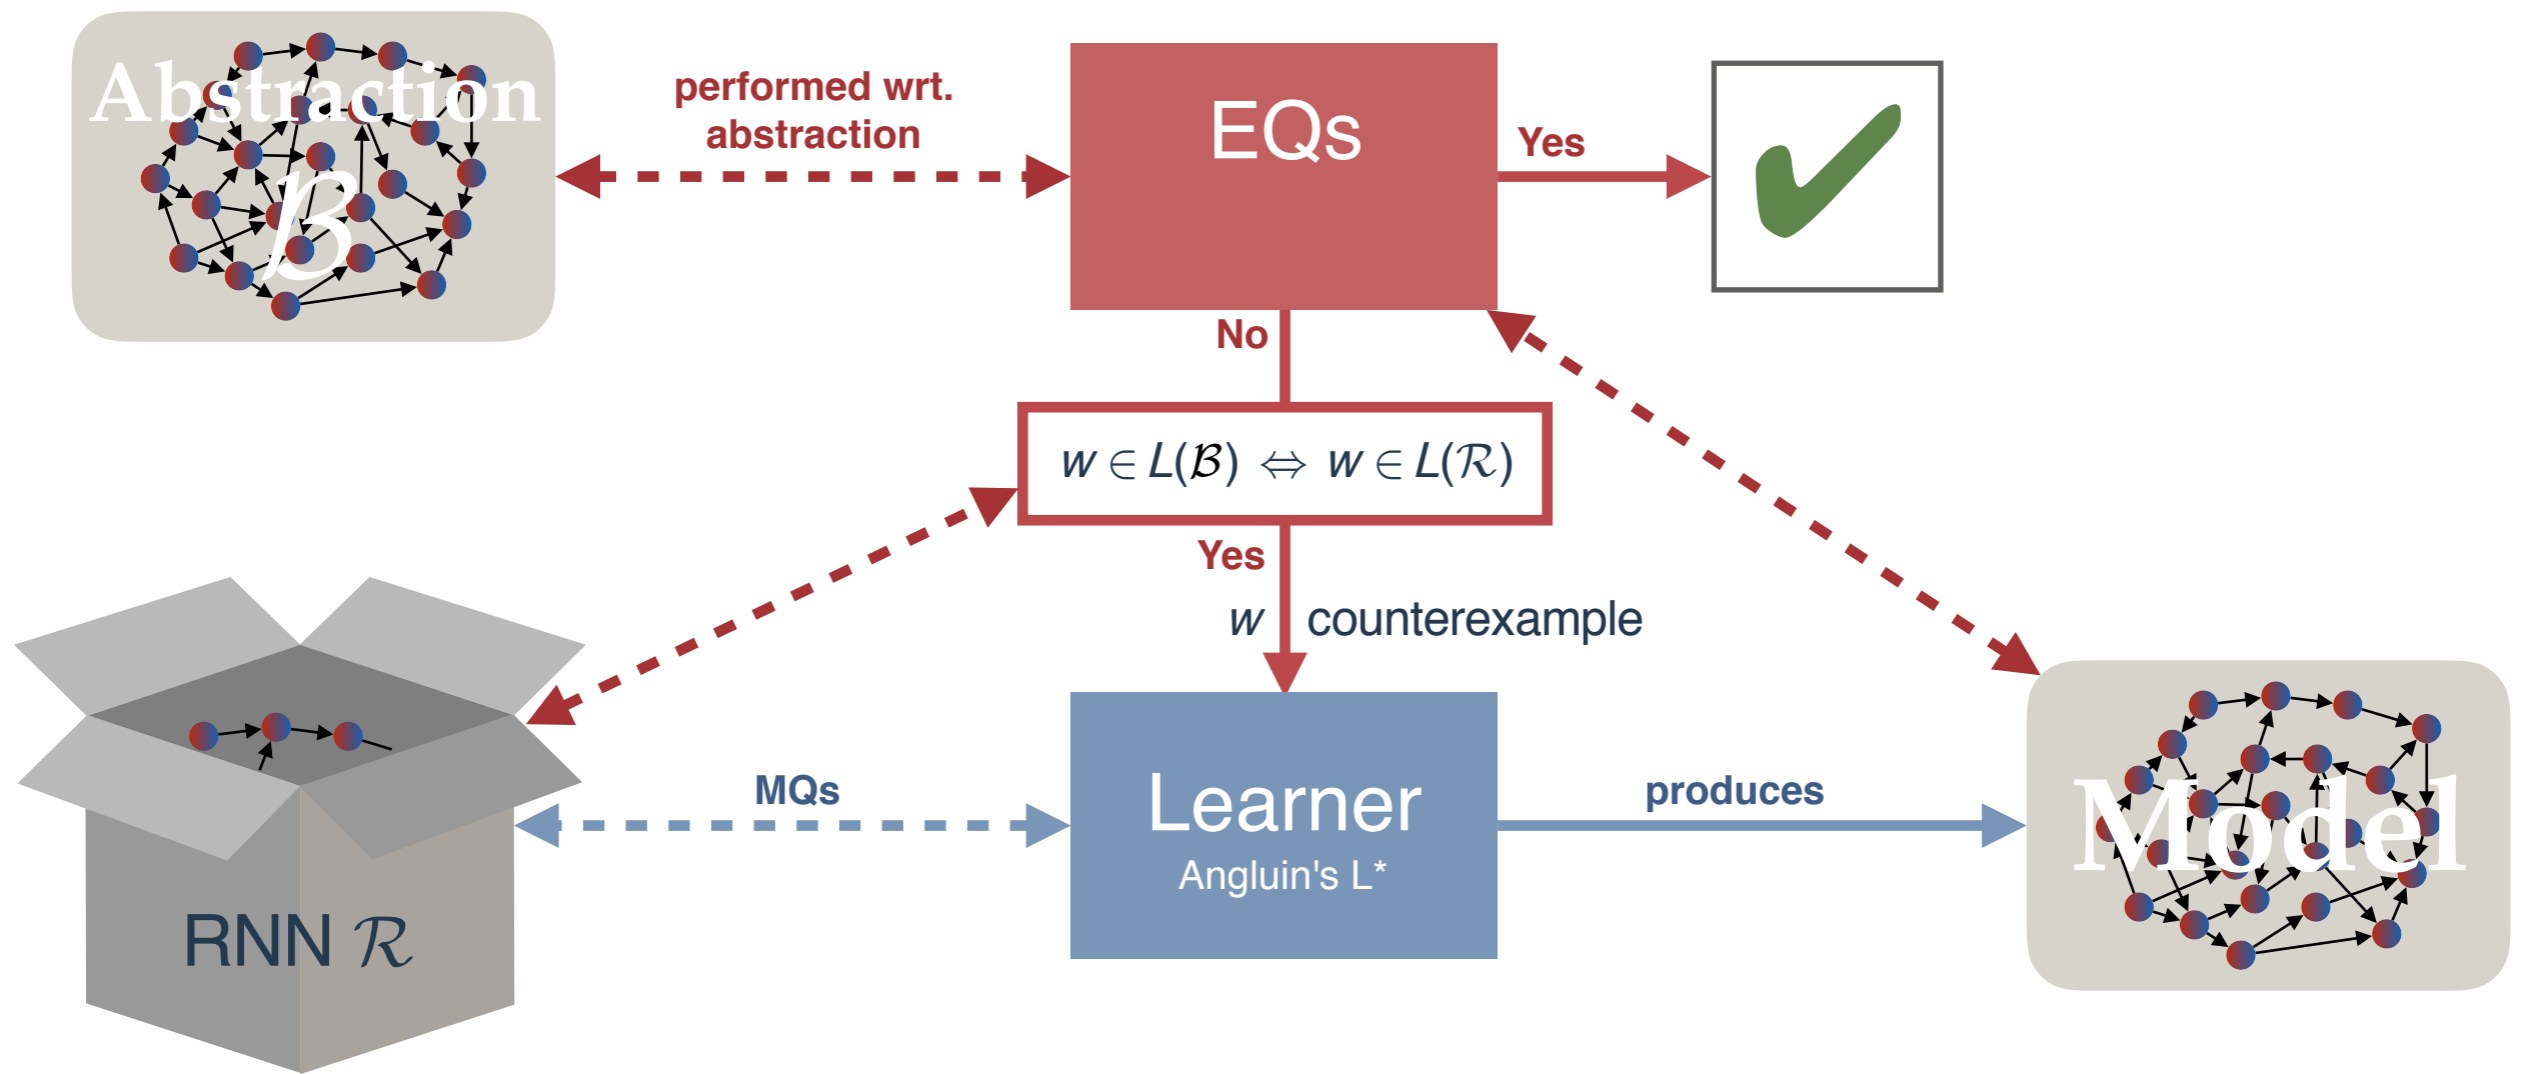 Abstraction
ℬ
performed wrt.
abstraction
EQs
Yes
No
w ∈ L(ℬ) ⇔ w ∈ L(ℛ)
Yes
w counterexample
RNN ℛ
MQs
Learner
Angluin's L*
produces
Model